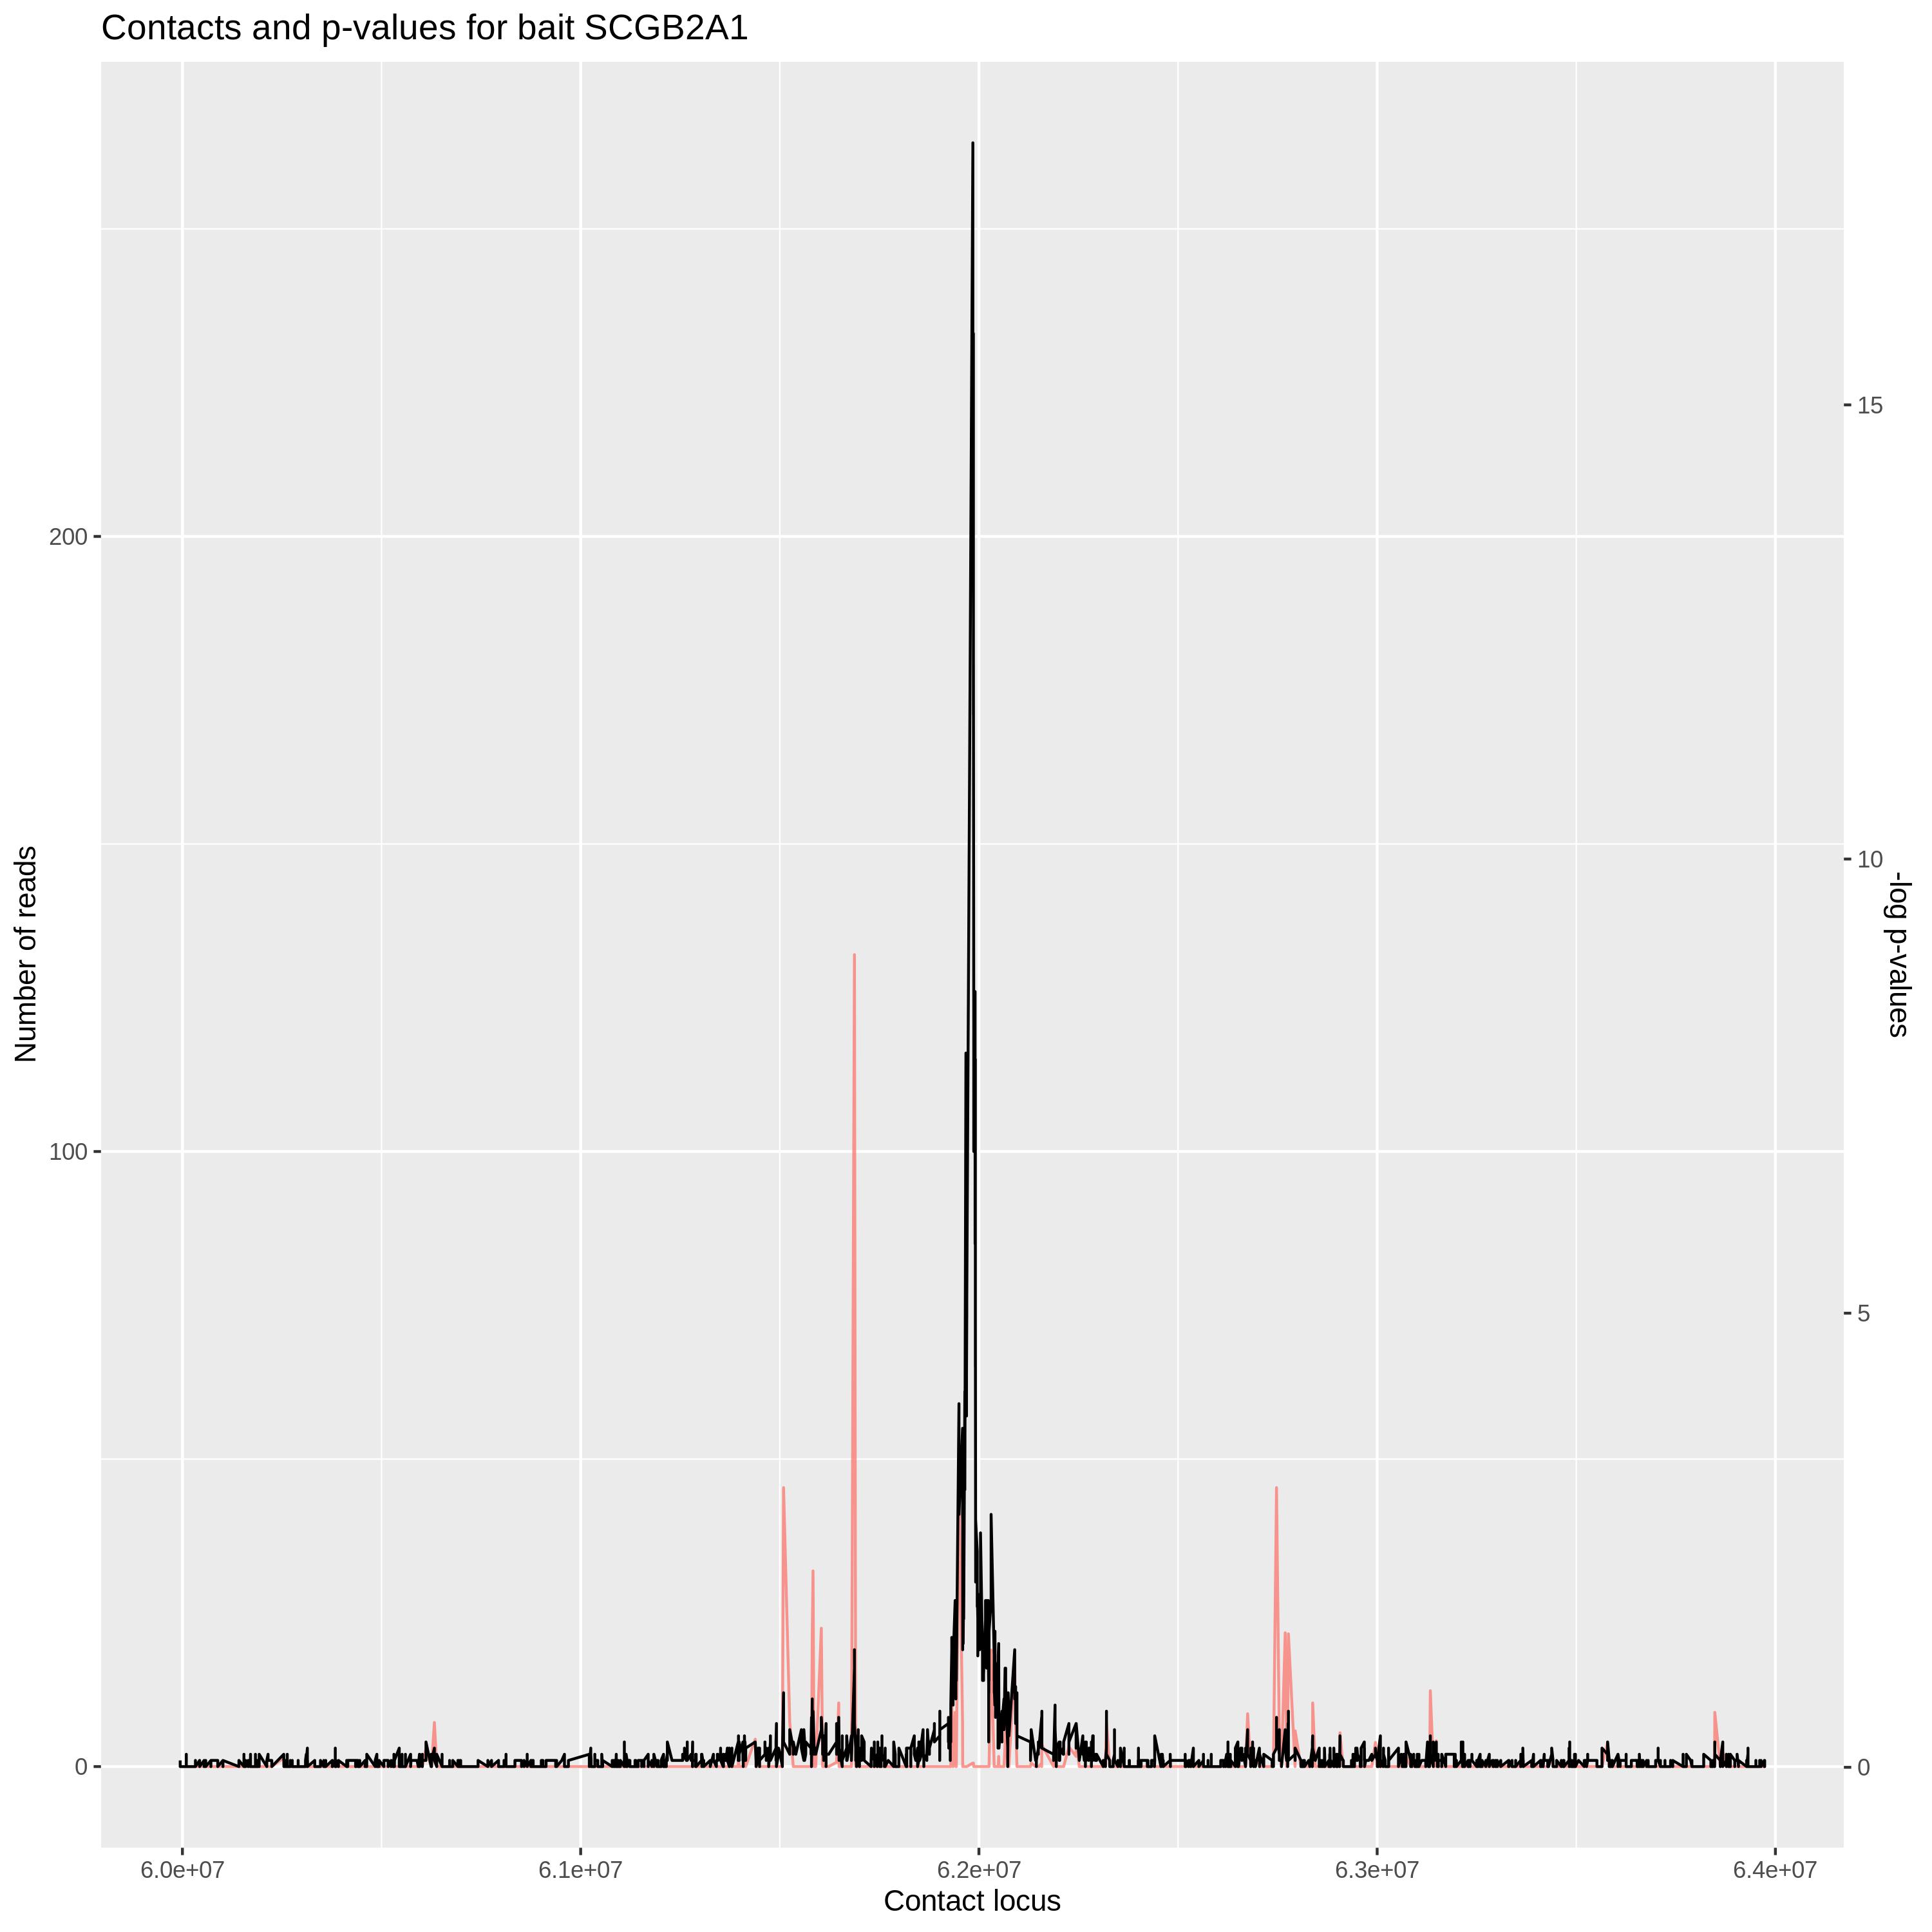 Contacts and p-values for bait SCGB2A1
Number of reads
200
100
0
15
10
5
0
-log p-values
6.0e+07
6.1e+07
6.2e+07
6.3e+07
6.4e+07
Contact locus